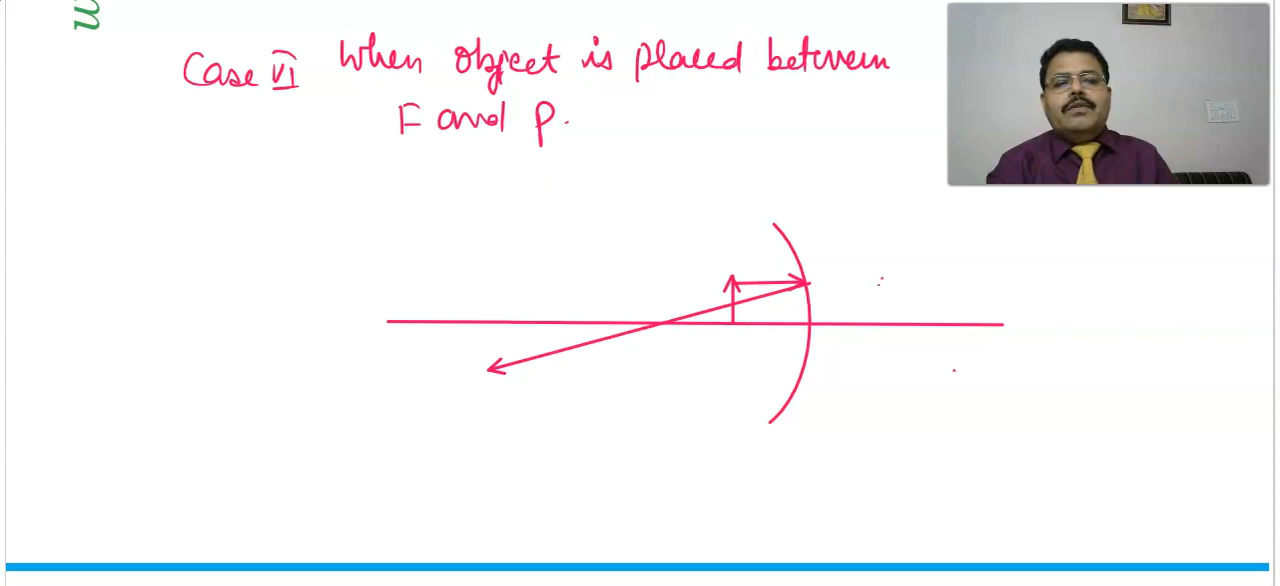 Case VI When object is placed between
F and P.